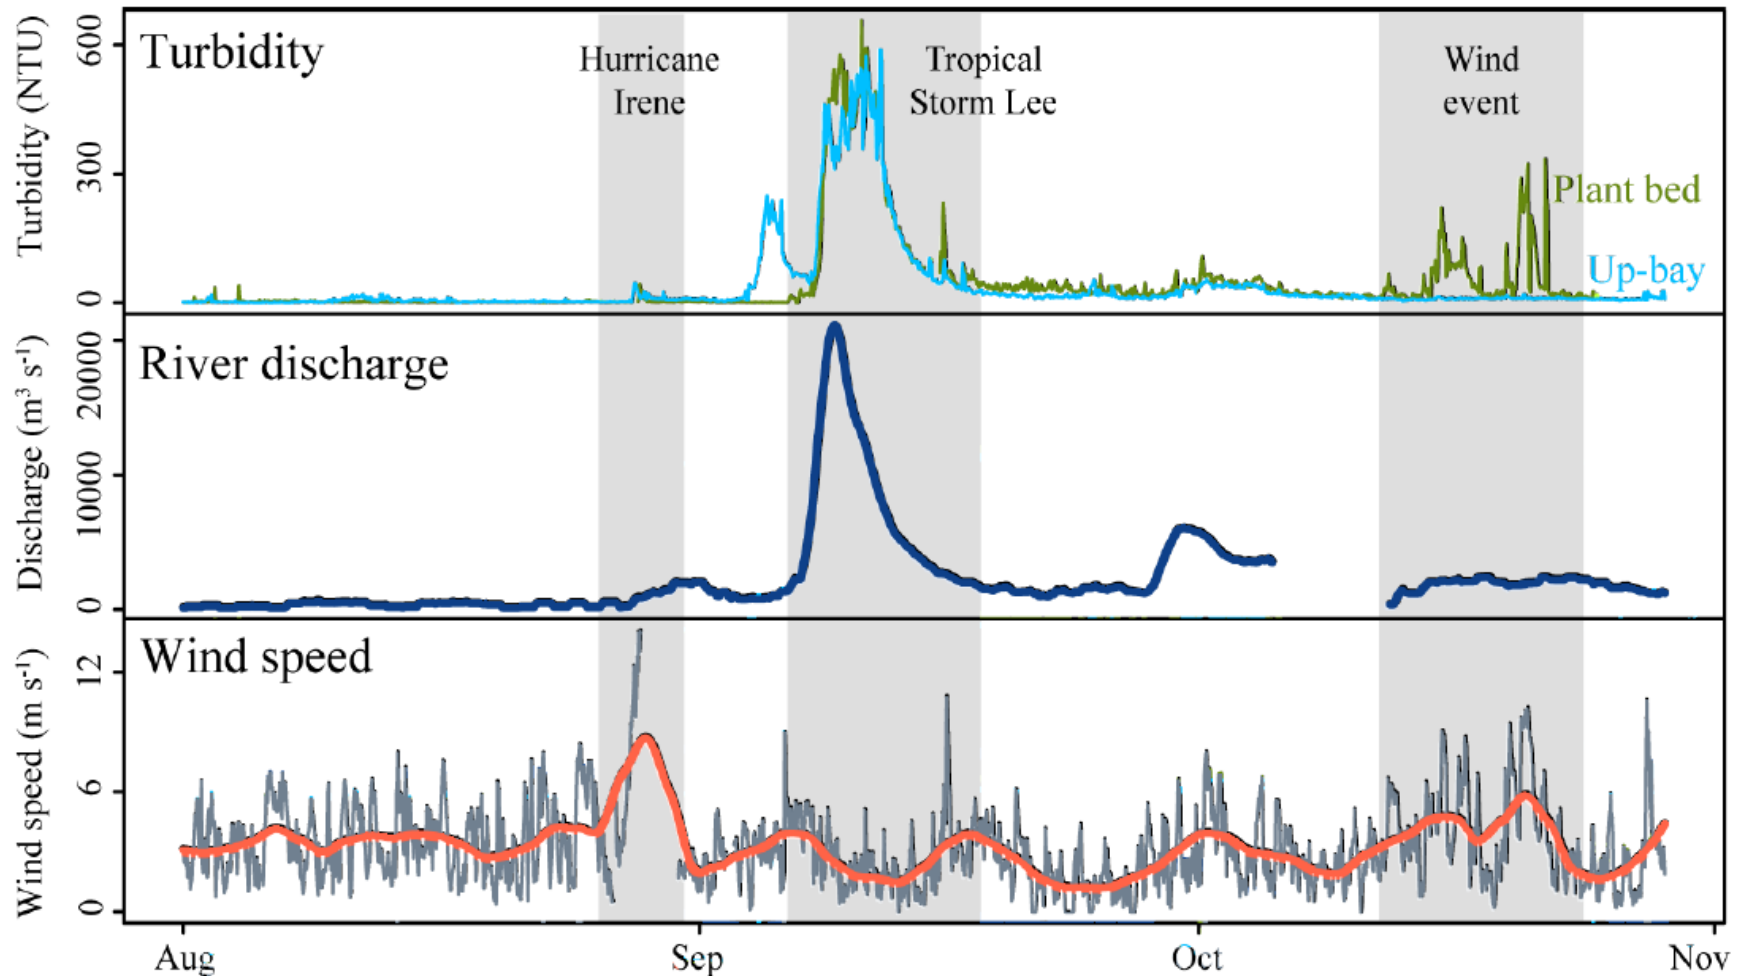 Turbidity
Hurricane
Irene
Tropical
Storm Lee
Wind
event
Plant bed
Up-bay
Turbidity (NTU)
600
300
0
River discharge
Discharge (m³ s⁻¹)
20000
10000
0
Wind speed
Wind speed (m s⁻¹)
12
6
0
Aug
Sep
Oct
Nov